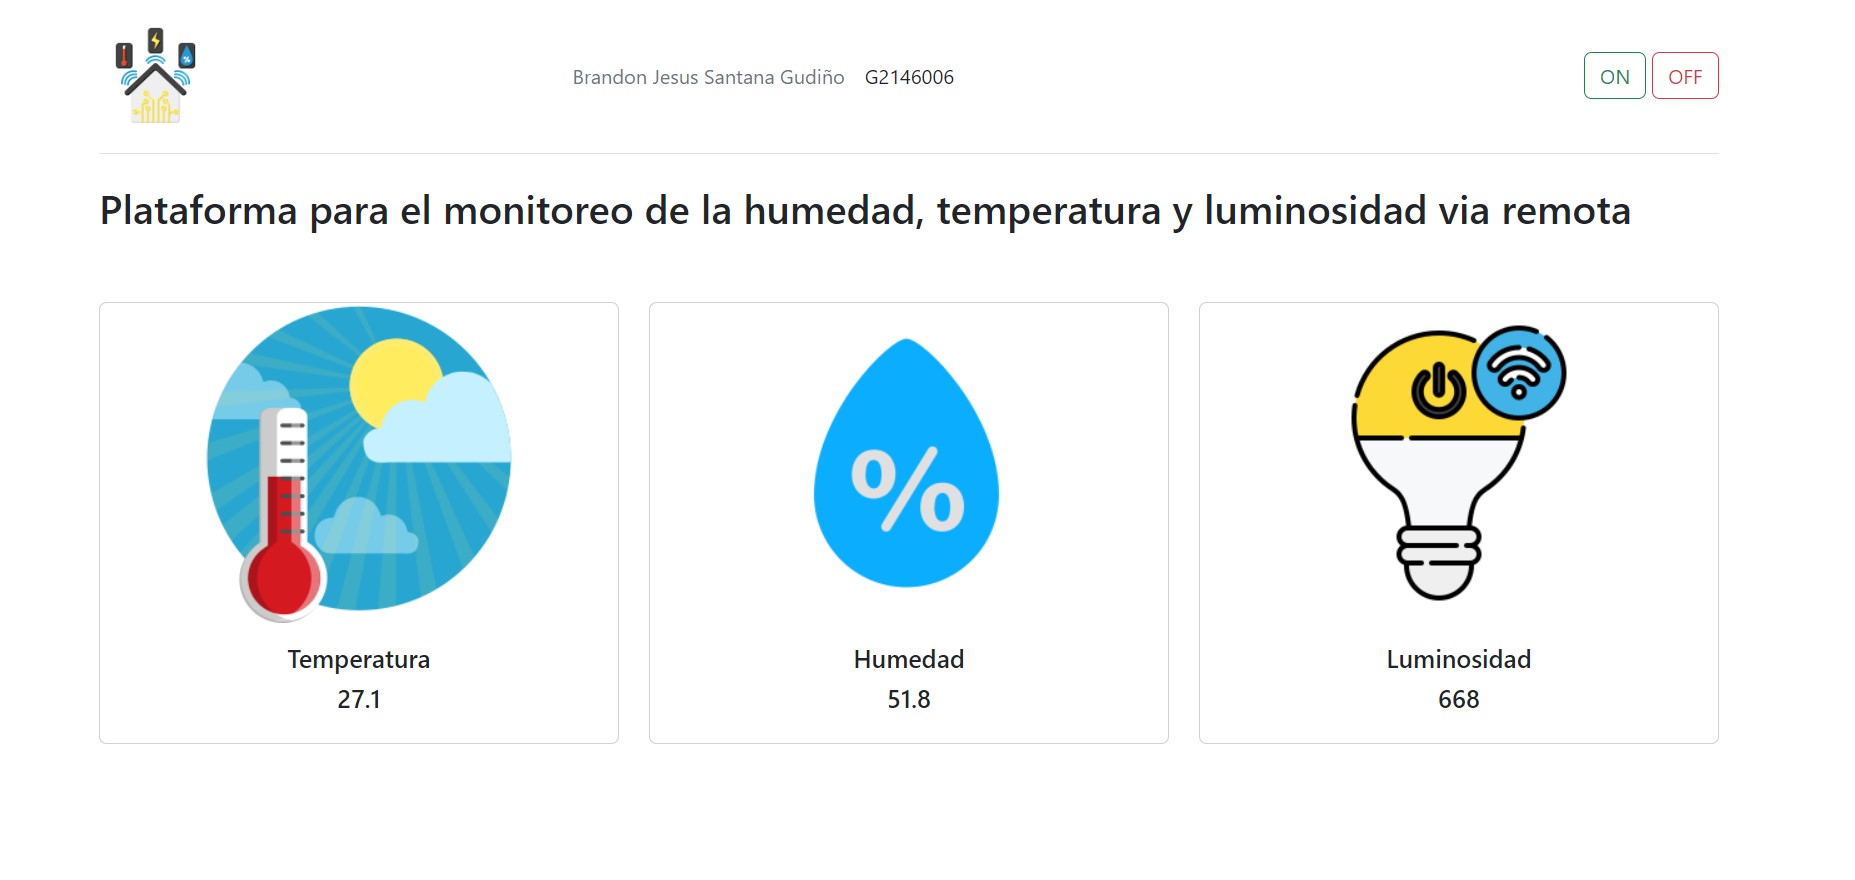 Brandon Jesus Santana Gudiño G2146006 ON OFF
Plataforma para el monitoreo de la humedad, temperatura y luminosidad via remota
%
Temperatura
27.1
%
Humedad
51.8
Luminosidad
668